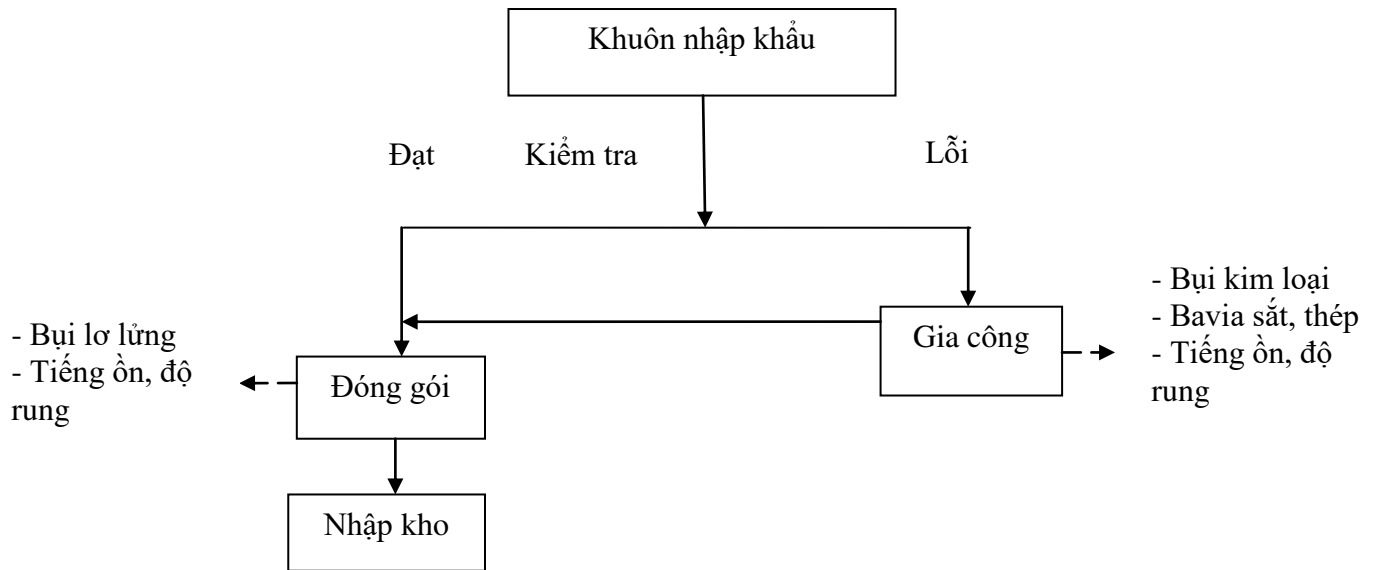 Khuôn nhập khẩu
Đạt
Kiểm tra
Lỗi
- Bụi kim loại
- Bavia sắt, thép
- Tiếng ồn, độ
rung
Gia công
- Bụi lơ lửng
- Tiếng ồn, độ
rung
Đóng gói
Nhập kho